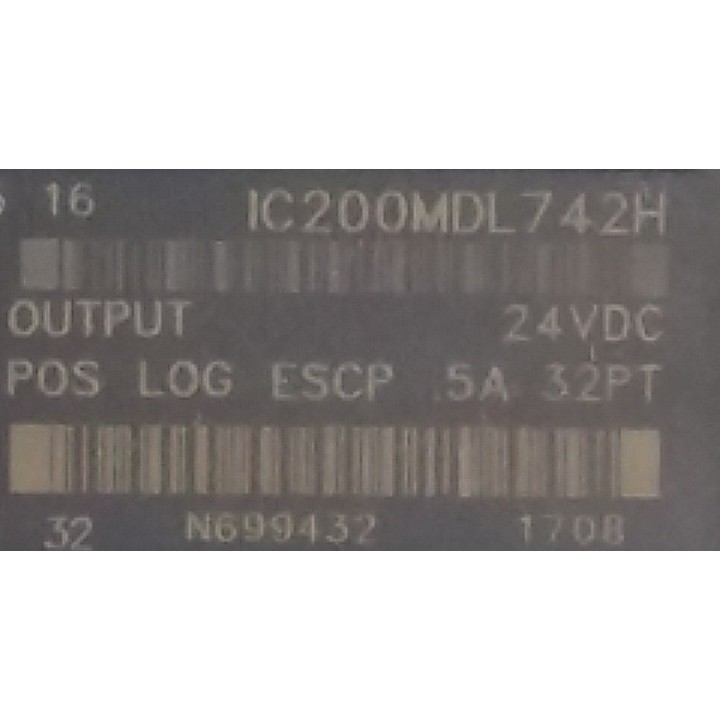 16 IC200MDL742H
OUTPUT 24VDC
POS LOG ESCP .5A 32PT
32 N699432 1708